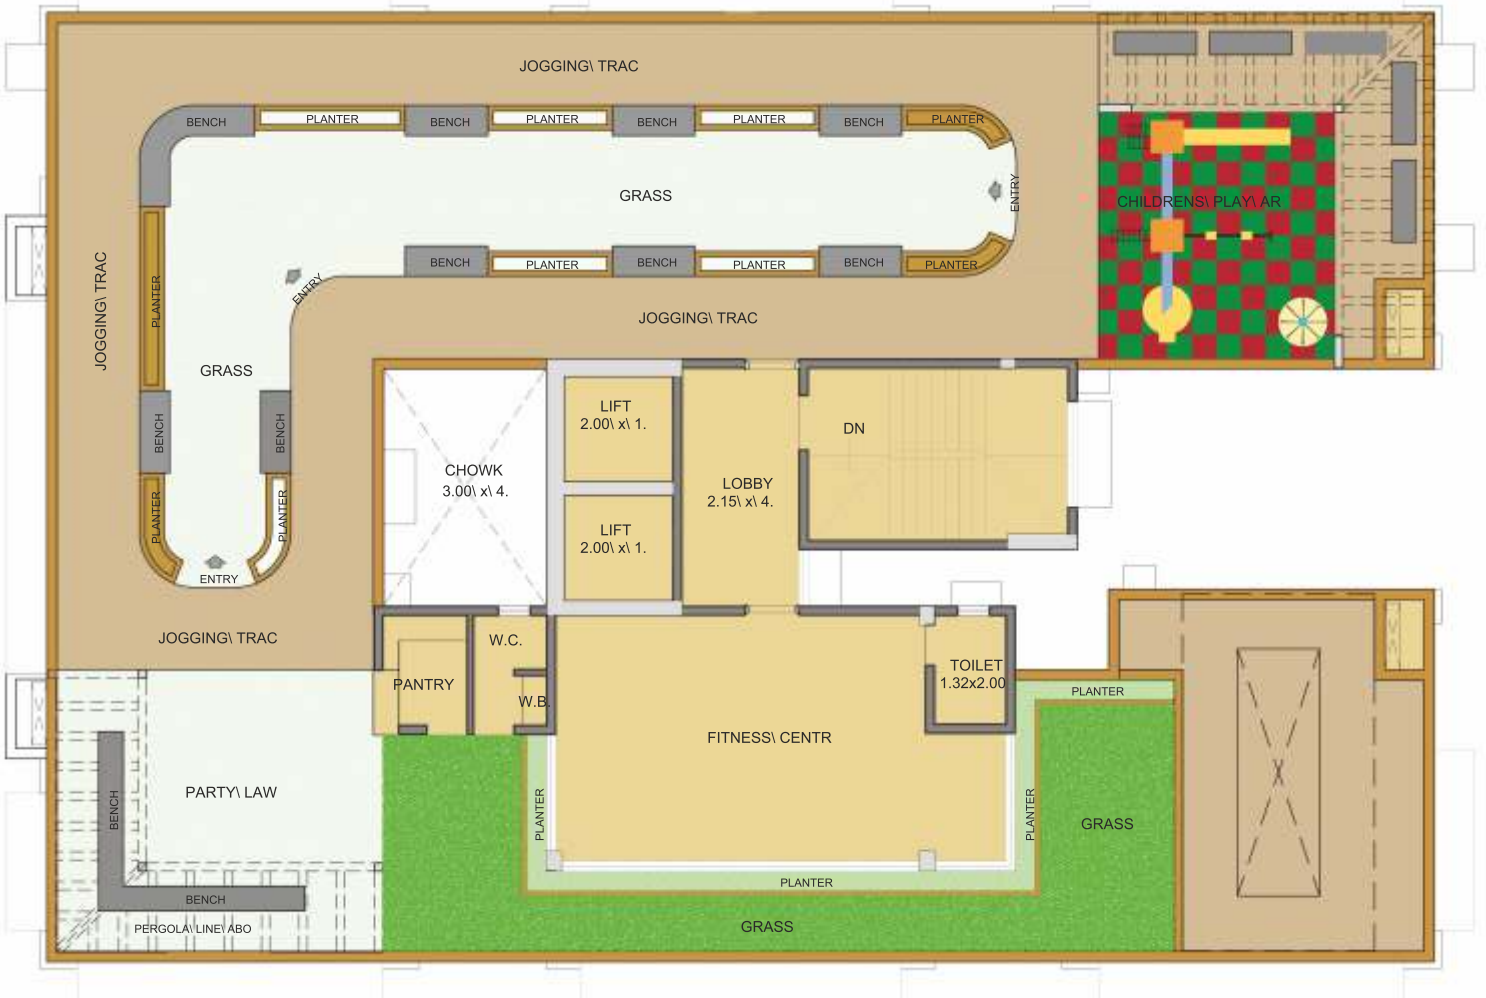 JOGGING\ TRAC
BENCH
PLANTER
BENCH
PLANTER
BENCH
PLANTER
BENCH
PLANTER
GRASS
ENTRY
CHILDRENS\ PLAY\ AR
BENCH
PLANTER
BENCH
PLANTER
BENCH
PLANTER
ENTRY
JOGGING\ TRAC
PLANTER
JOGGING\ TRAC
GRASS
BENCH
BENCH
PLANTER
PLANTER
ENTRY
JOGGING\ TRAC
CHOWK
3.00\ x\ 4.
LIFT
2.00\ x\ 1.
LIFT
2.00\ x\ 1.
LOBBY
2.15\ x\ 4.
DN
W.C.
PANTRY
W.B.
TOILET
1.32x2.00
FITNESS\ CENTR
PLANTER
PLANTER
PLANTER
PLANTER
GRASS
GRASS
PARTY\ LAW
BENCH
BENCH
PERGOLA\ LINE\ ABO